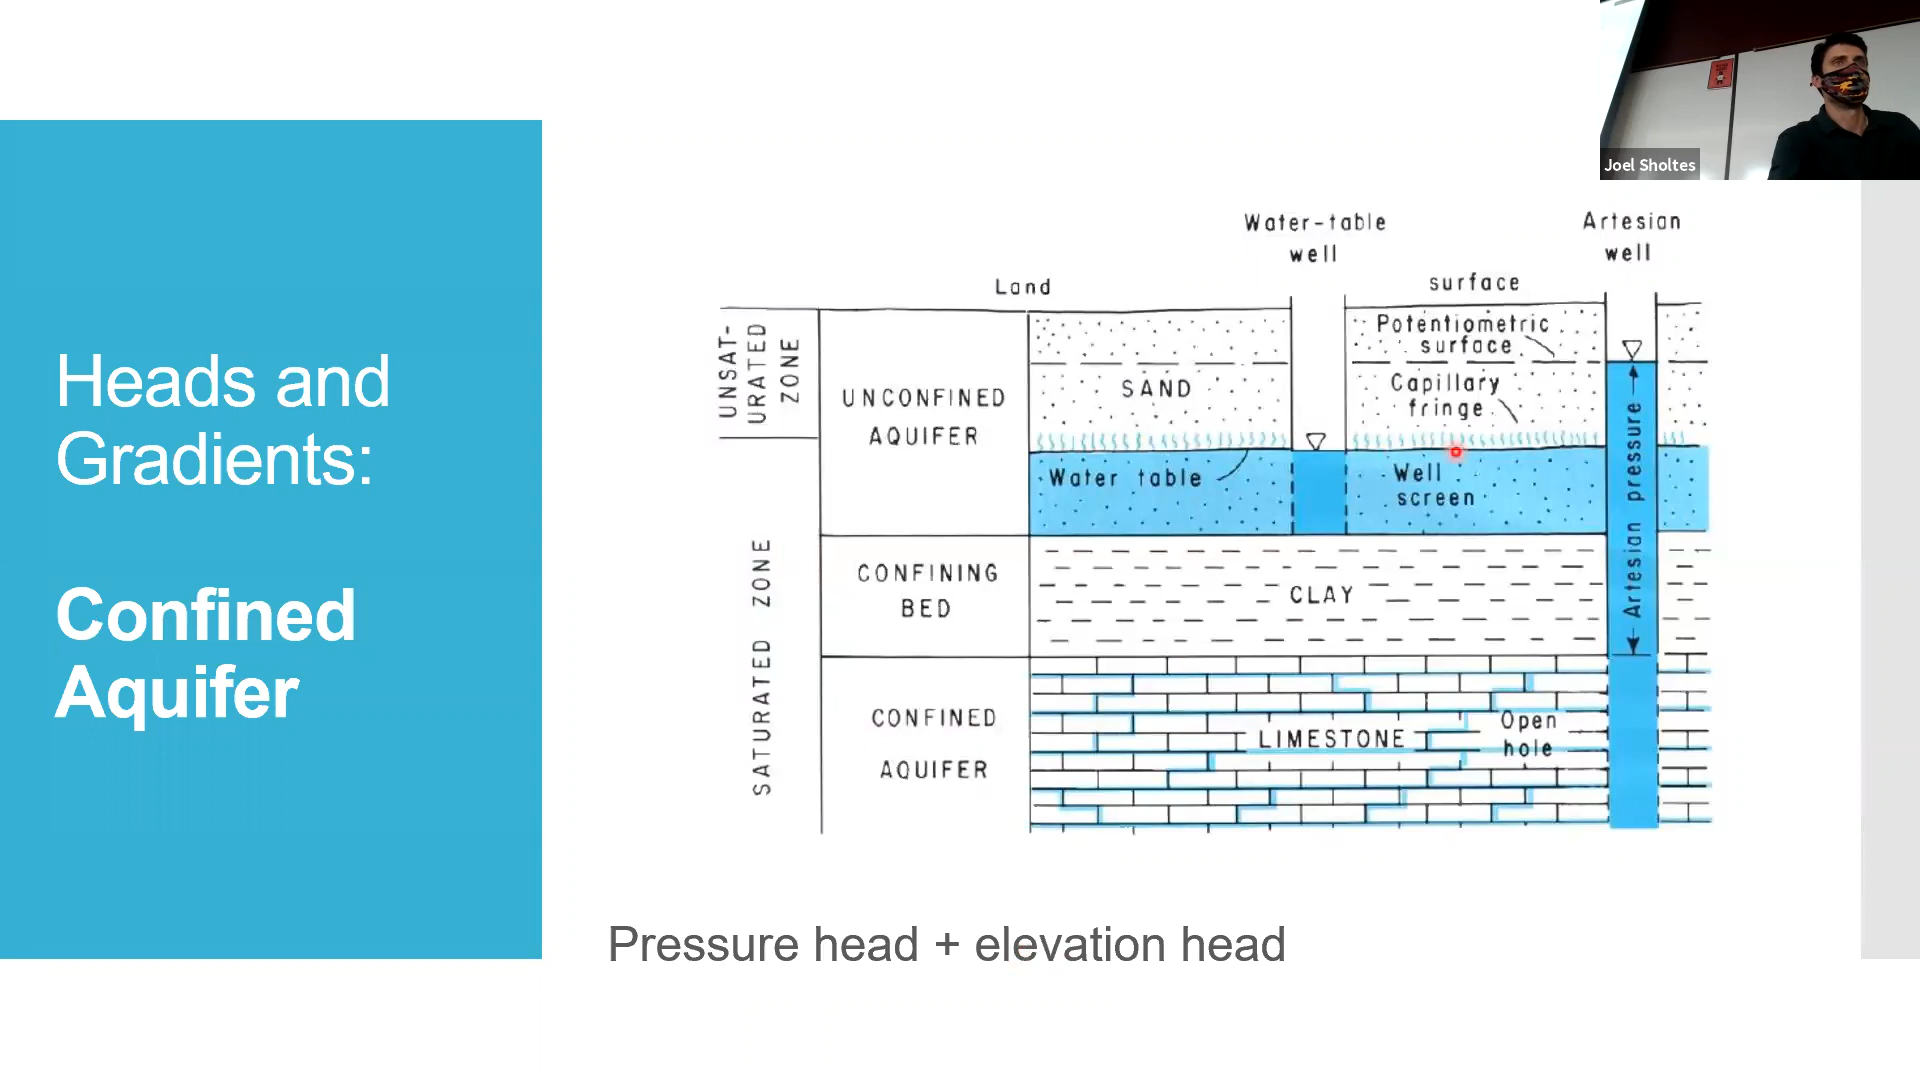 Joel Sholtes
Heads and
Gradients:
Confined
Aquifer
Water-table
well
Artesian
well
Land
surface
UNSAT-
URATED
ZONE
UNCONFINED
AQUIFER
SAND
Potentiometric
surface
Capillary
fringe
Water table
Well
screen
Artesian pressure
SATURATED ZONE
CONFINING
BED
CLAY
CONFINED
AQUIFER
LIMESTONE
Open
hole
Pressure head + elevation head